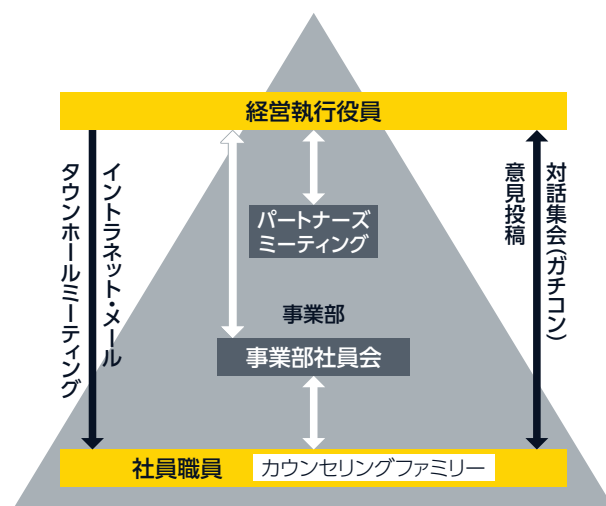 経営執行役員
イントラネット・メール
タウンホールミーティング
対話集会(ガチコン)
意見投稿
パートナーズ
ミーティング
事業部
事業部社員会
社員職員
カウンセリングファミリー